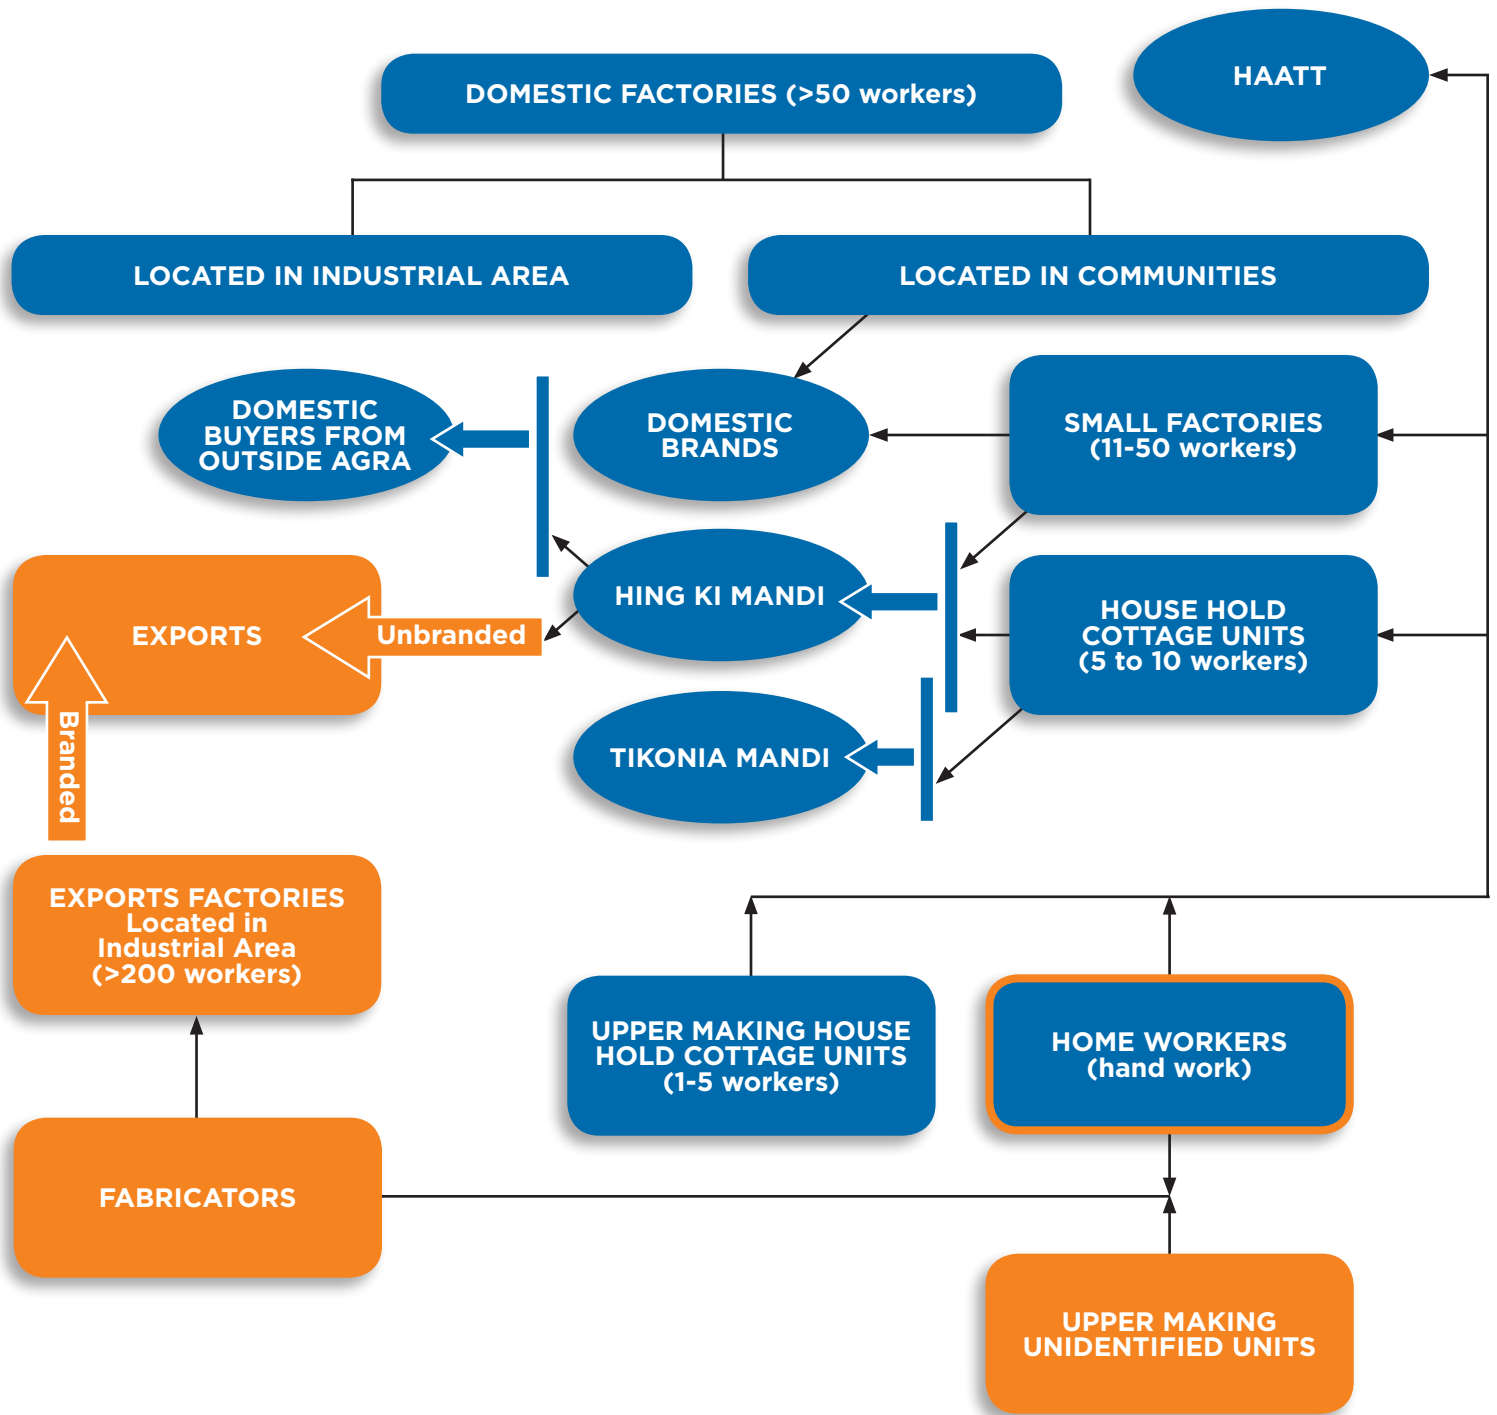 HAATT
DOMESTIC FACTORIES (>50 workers)
LOCATED IN INDUSTRIAL AREA
LOCATED IN COMMUNITIES
DOMESTIC
BUYERS FROM
OUTSIDE AGRA
DOMESTIC
BRANDS
SMALL FACTORIES
(11-50 workers)
EXPORTS
Unbranded
HING KI MANDI
HOUSE HOLD
COTTAGE UNITS
(5 to 10 workers)
Branded
TIKONIA MANDI
EXPORTS FACTORIES
Located in
Industrial Area
(>200 workers)
UPPER MAKING HOUSE
HOLD COTTAGE UNITS
(1-5 workers)
HOME WORKERS
(hand work)
FABRICATORS
UPPER MAKING
UNIDENTIFIED UNITS